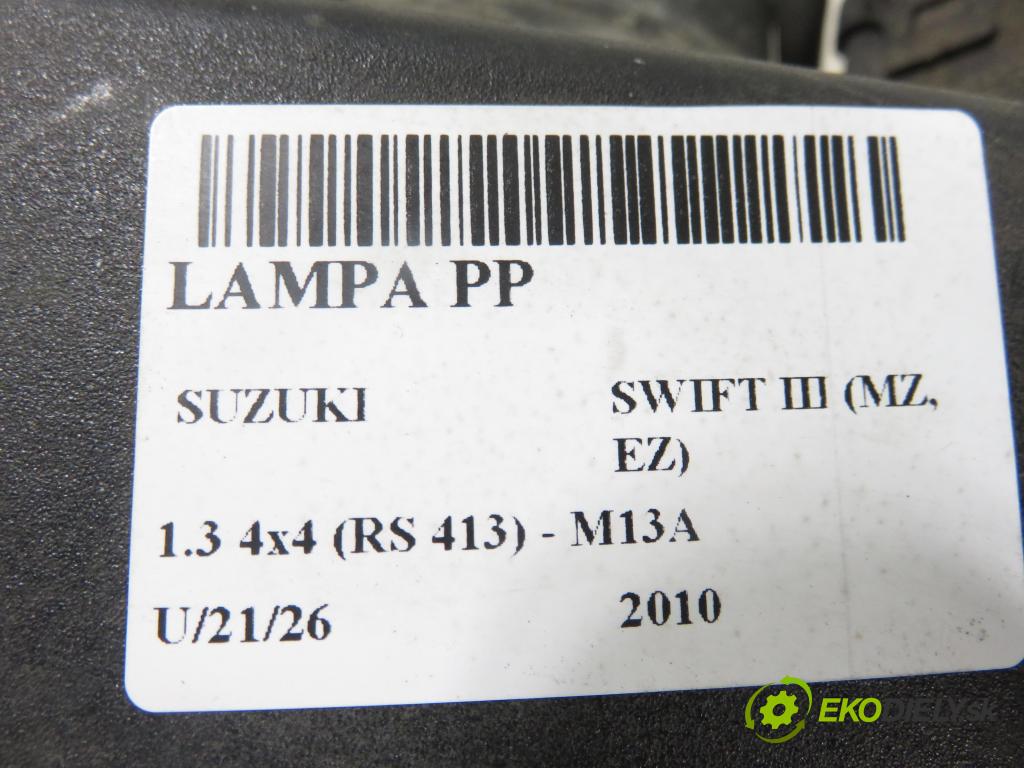 LAMPA PP
SUZUKI SWIFT III (MZ,
EZ)
1.3 4x4 (RS 413) - M13A
U/21/26 2010
EKODIELY.sk